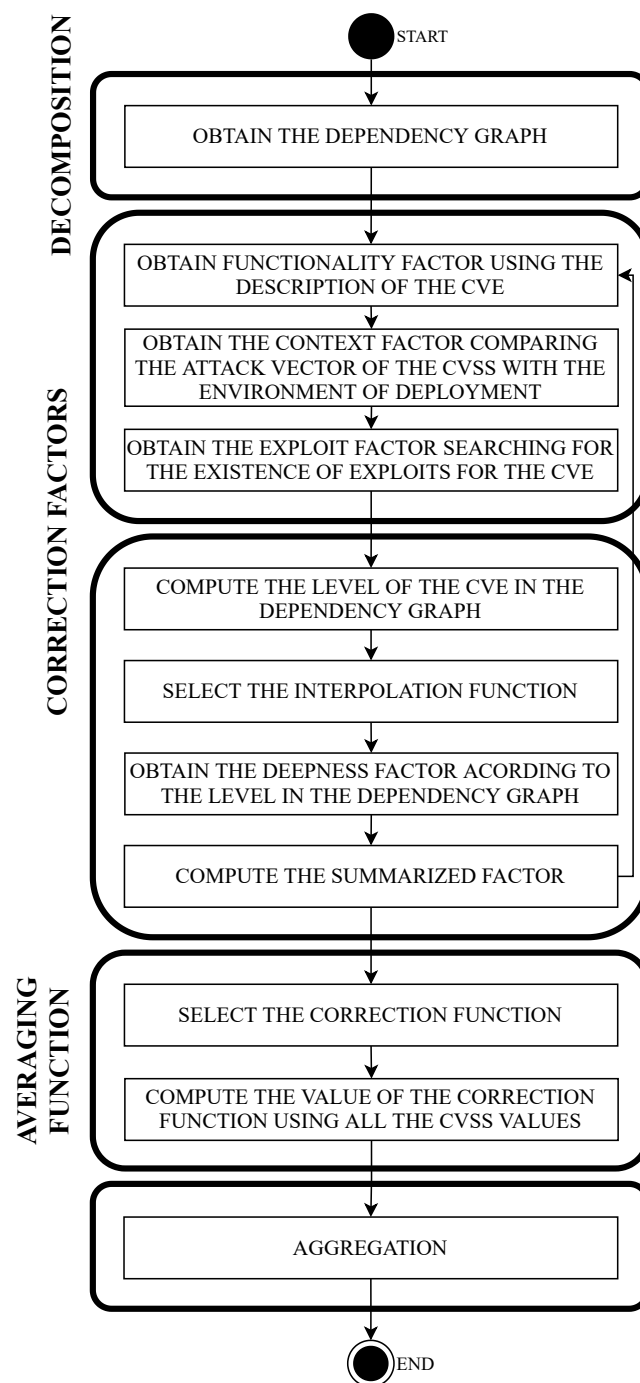 START
DECOMPOSITION
OBTAIN THE DEPENDENCY GRAPH
CORRECTION FACTORS
OBTAIN FUNCTIONALITY FACTOR USING THE
DESCRIPTION OF THE CVE
OBTAIN THE CONTEXT FACTOR COMPARING
THE ATTACK VECTOR OF THE CVSS WITH THE
ENVIRONMENT OF DEPLOYMENT
OBTAIN THE EXPLOIT FACTOR SEARCHING FOR
THE EXISTENCE OF EXPLOITS FOR THE CVE
COMPUTE THE LEVEL OF THE CVE IN THE
DEPENDENCY GRAPH
SELECT THE INTERPOLATION FUNCTION
OBTAIN THE DEEPNESS FACTOR ACORDING TO
THE LEVEL IN THE DEPENDENCY GRAPH
COMPUTE THE SUMMARIZED FACTOR
AVERAGING
FUNCTION
SELECT THE CORRECTION FUNCTION
COMPUTE THE VALUE OF THE CORRECTION
FUNCTION USING ALL THE CVSS VALUES
AGGREGATION
END